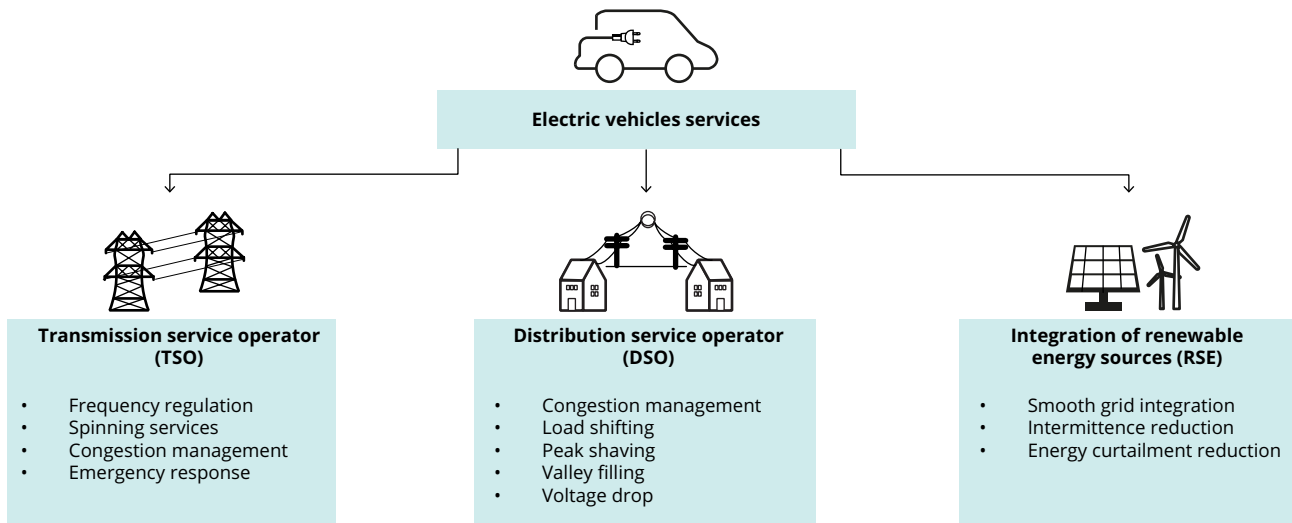 Electric vehicles services
Transmission service operator
(TSO)
• Frequency regulation
• Spinning services
• Congestion management
• Emergency response
Distribution service operator
(DSO)
• Congestion management
• Load shifting
• Peak shaving
• Valley filling
• Voltage drop
Integration of renewable
energy sources (RSE)
• Smooth grid integration
• Intermittence reduction
• Energy curtailment reduction